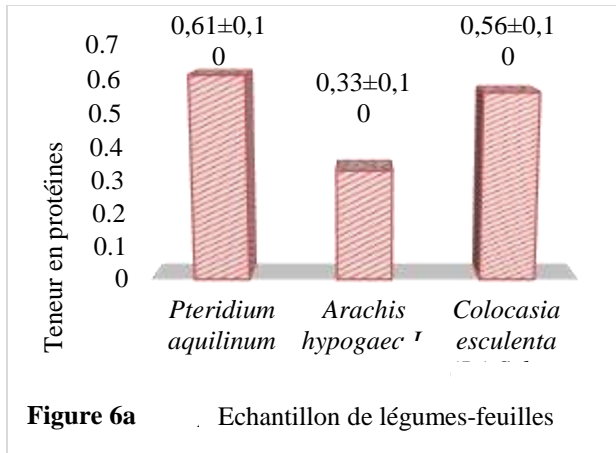 Teneur en protéines
0.7
0.6
0.5
0.4
0.3
0.2
0.1
0
0,61±0,1
0
0,33±0,1
0
0,56±0,1
0
Pteridium
aquilinum
Arachis
hypogaec
Colocasia
esculenta
Figure 6a Echantillon de légumes-feuilles